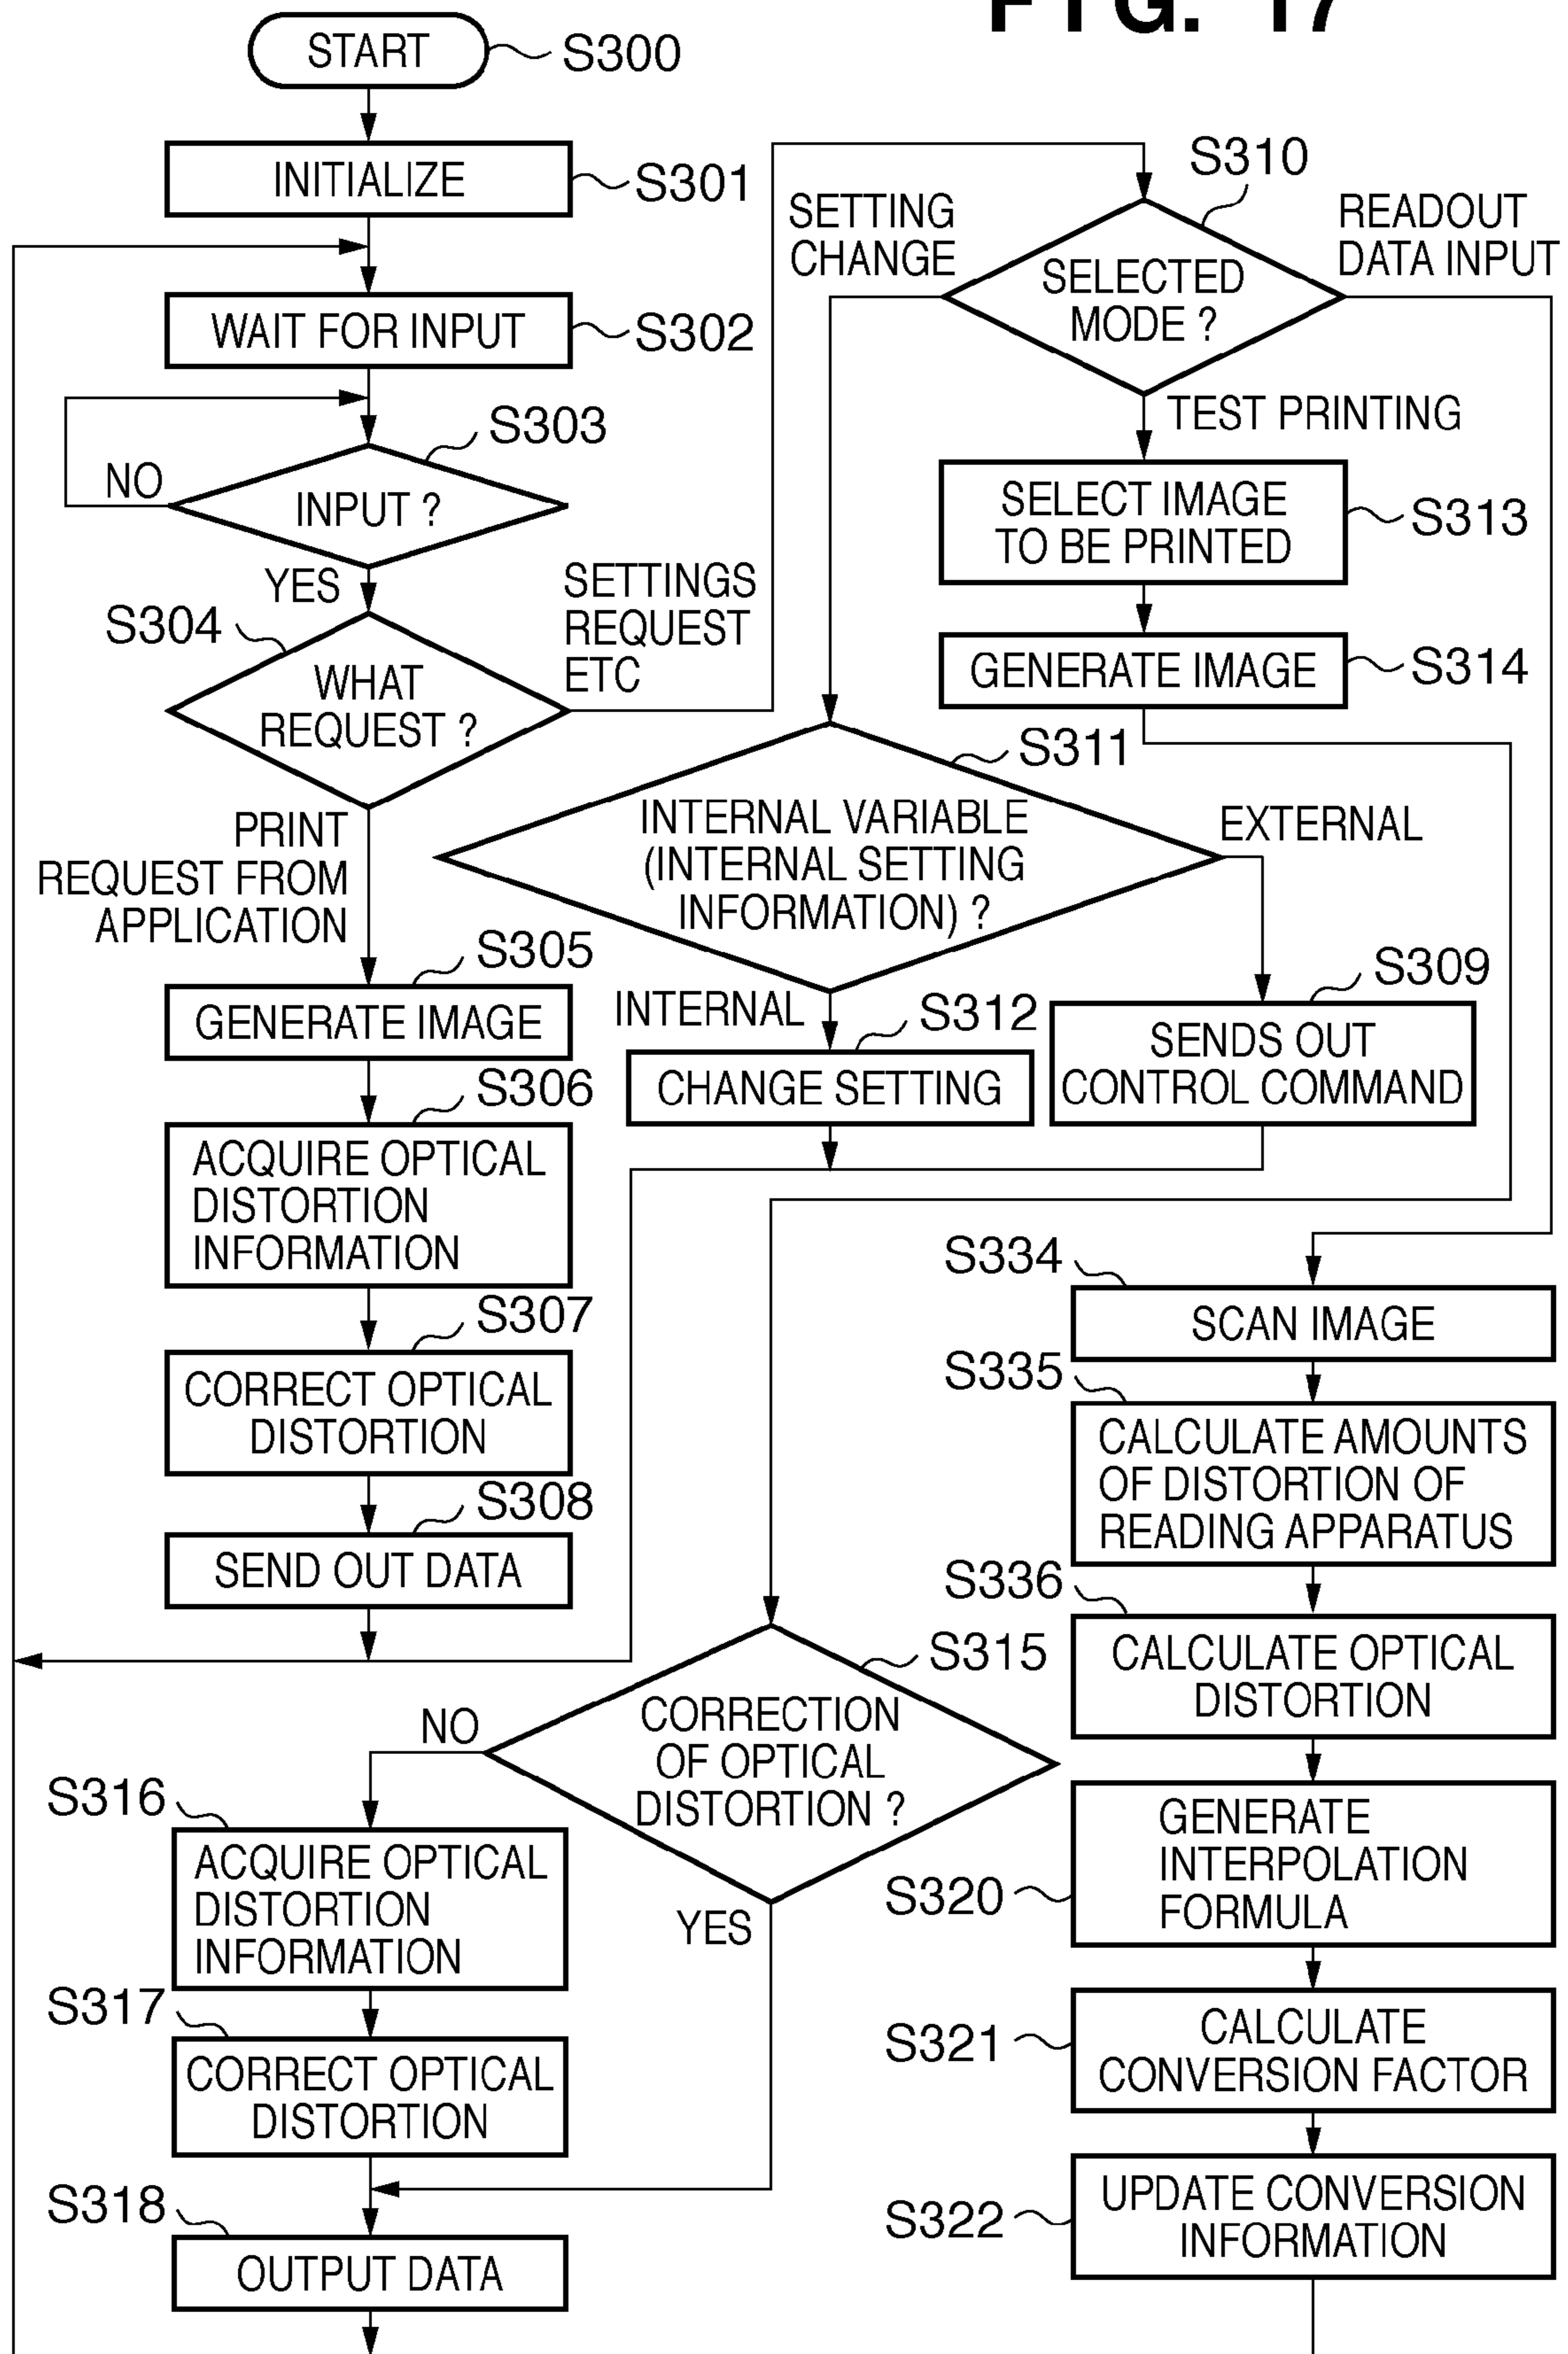 FIG. 17
START
S300
INITIALIZE
S301
WAIT FOR INPUT
S302
S303
INPUT ?
NO
YES
S304
WHAT
REQUEST ?
SETTINGS
REQUEST
ETC
PRINT
REQUEST FROM
APPLICATION
S305
GENERATE IMAGE
S306
ACQUIRE OPTICAL
DISTORTION
INFORMATION
S307
CORRECT OPTICAL
DISTORTION
S308
SEND OUT DATA
S310
SELECTED
MODE ?
SETTING
CHANGE
READOUT
DATA INPUT
TEST PRINTING
SELECT IMAGE
TO BE PRINTED
S313
GENERATE IMAGE
S314
S311
INTERNAL VARIABLE
(INTERNAL SETTING
INFORMATION) ?
EXTERNAL
INTERNAL
S312
CHANGE SETTING
S309
SENDS OUT
CONTROL COMMAND
S315
CORRECTION
OF OPTICAL
DISTORTION ?
NO
YES
S316
ACQUIRE OPTICAL
DISTORTION
INFORMATION
S317
CORRECT OPTICAL
DISTORTION
S318
OUTPUT DATA
S334
SCAN IMAGE
S335
CALCULATE AMOUNTS
OF DISTORTION OF
READING APPARATUS
S336
CALCULATE OPTICAL
DISTORTION
S320
GENERATE
INTERPOLATION
FORMULA
S321
CALCULATE
CONVERSION FACTOR
S322
UPDATE CONVERSION
INFORMATION